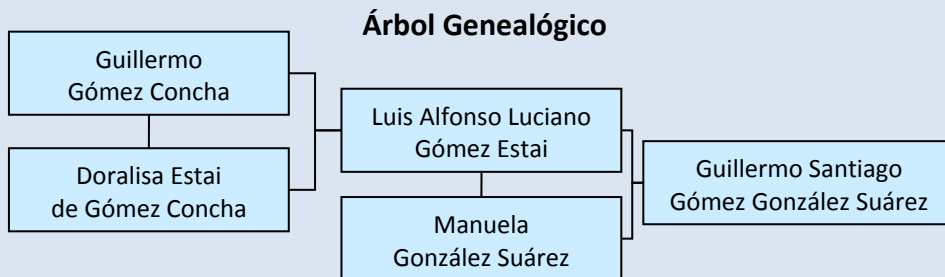 Árbol Genealógico
Guillermo
Gómez Concha
Doralisa Estai
de Gómez Concha
Luis Alfonso Luciano
Gómez Estai
Manuela
González Suárez
Guillermo Santiago
Gómez González Suárez